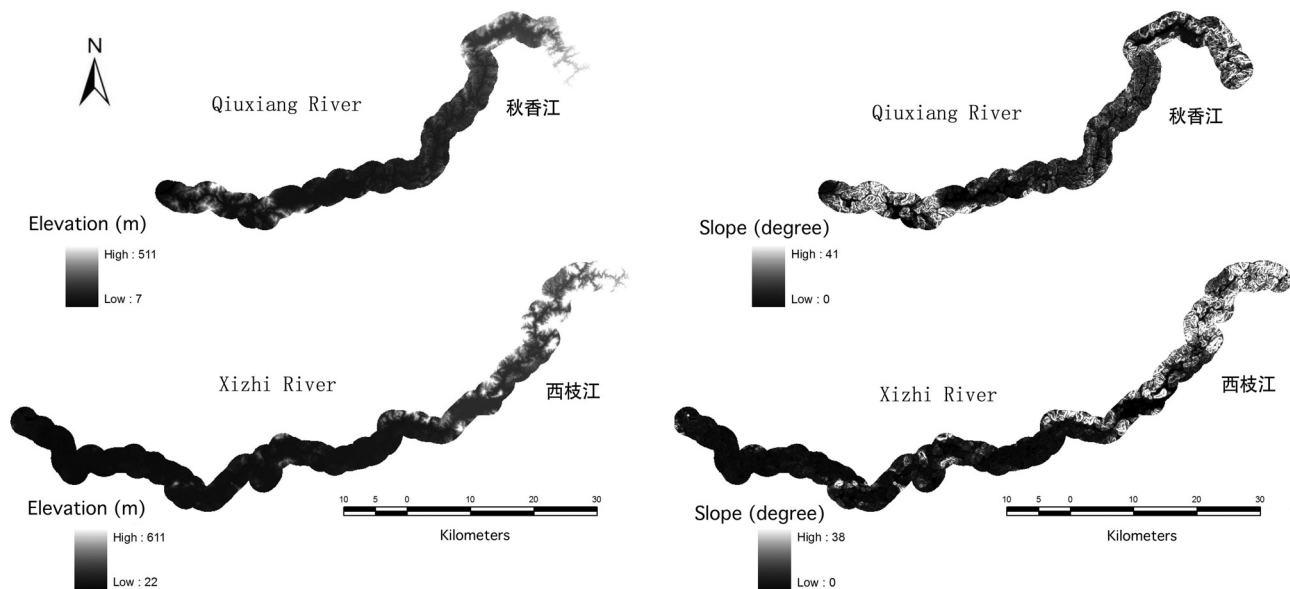 N
Qiuxiang River
秋香江
Elevation (m)
High : 511
Low : 7
Qiuxiang River
秋香江
Slope (degree)
High : 41
Low : 0
Xizhi River
西枝江
Elevation (m)
High : 611
Low : 22
10 5 0 10 20 30
Kilometers
Xizhi River
西枝江
Slope (degree)
High : 38
Low : 0
10 5 0 10 20 30
Kilometers